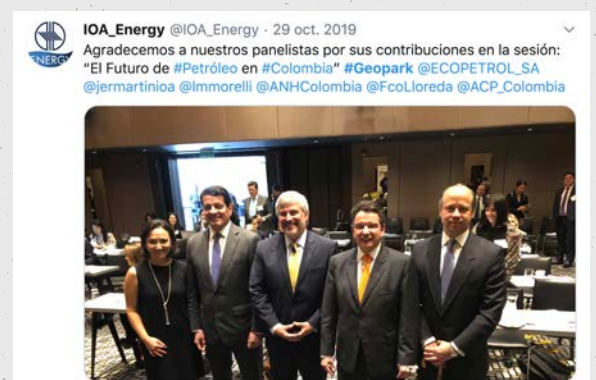 IOA_Energy @IOA_Energy · 29 oct. 2019
Agradecemos a nuestros panelistas por sus contribuciones en la sesión:
"El Futuro de #Petróleo en #Colombia" #Geopark @ECOPETROL_SA
@jermartinioa @lmmorelli @ANHColombia @FcoLloreda @ACP_Colombia
ENERGY